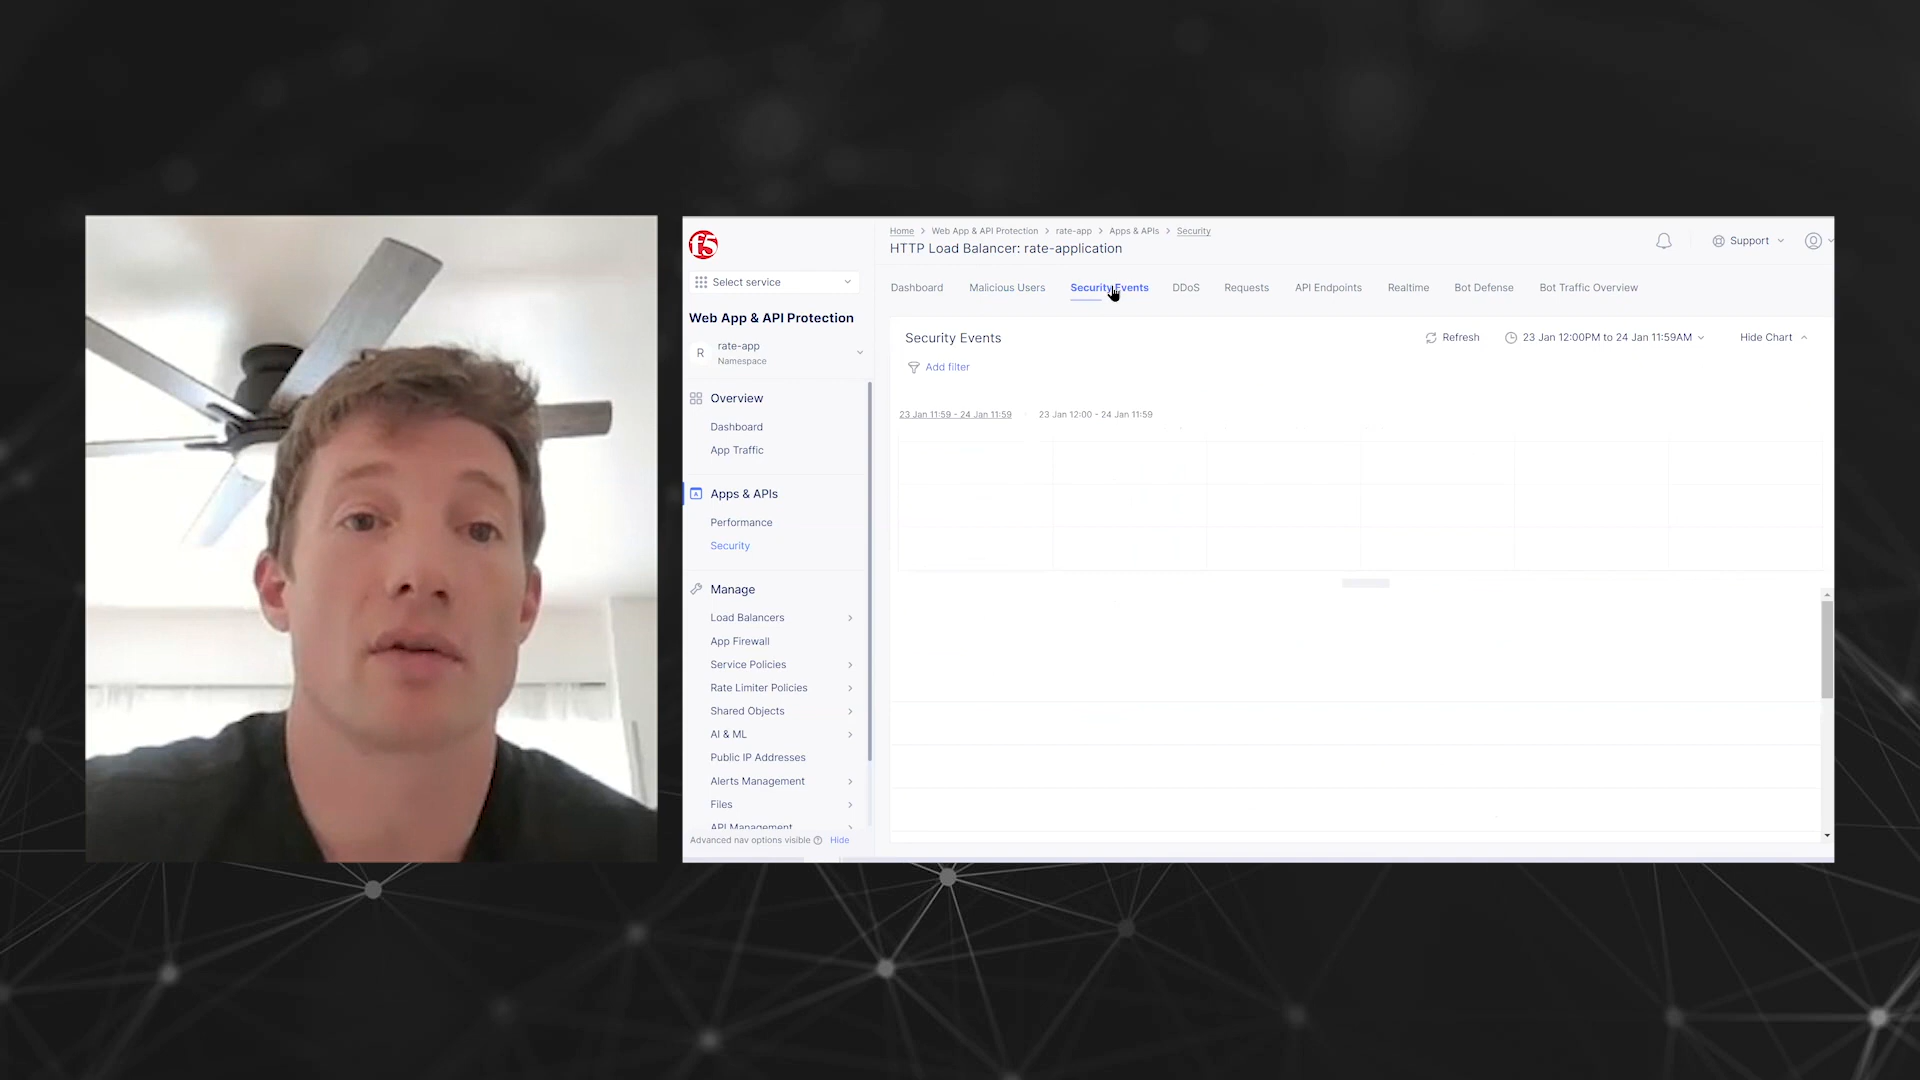 f5
Select service
Web App & API Protection
R
rate-app
Namespace
Overview
Dashboard
App Traffic
Apps & APIs
Performance
Security
Manage
Load Balancers
App Firewall
Service Policies
Rate Limiter Policies
Shared Objects
AI & ML
Public IP Addresses
Alerts Management
Files
API Management
Advanced nav options visible Hide
Home > Web App & API Protection > rate-app > Apps & APIs > Security
HTTP Load Balancer: rate-application
Support
Dashboard Malicious Users Security Events DDoS Requests API Endpoints Realtime Bot Defense Bot Traffic Overview
Security Events
Refresh 23 Jan 12:00PM to 24 Jan 11:59AM Hide Chart
Add filter
23 Jan 11:59 - 24 Jan 11:59 23 Jan 12:00 - 24 Jan 11:59